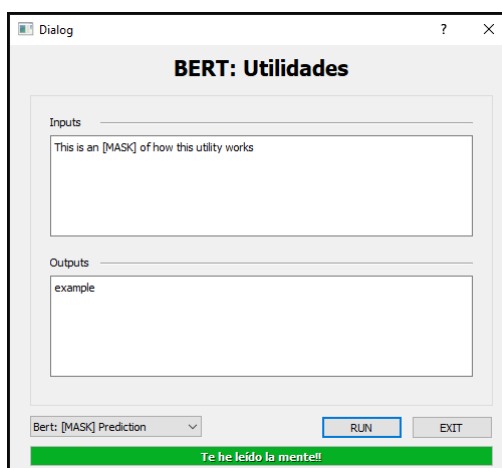 Dialog
BERT: Utilidades
Inputs
This is an [MASK] of how this utility works
Outputs
example
Bert: [MASK] Prediction
RUN
EXIT
Te he leído la mente!!